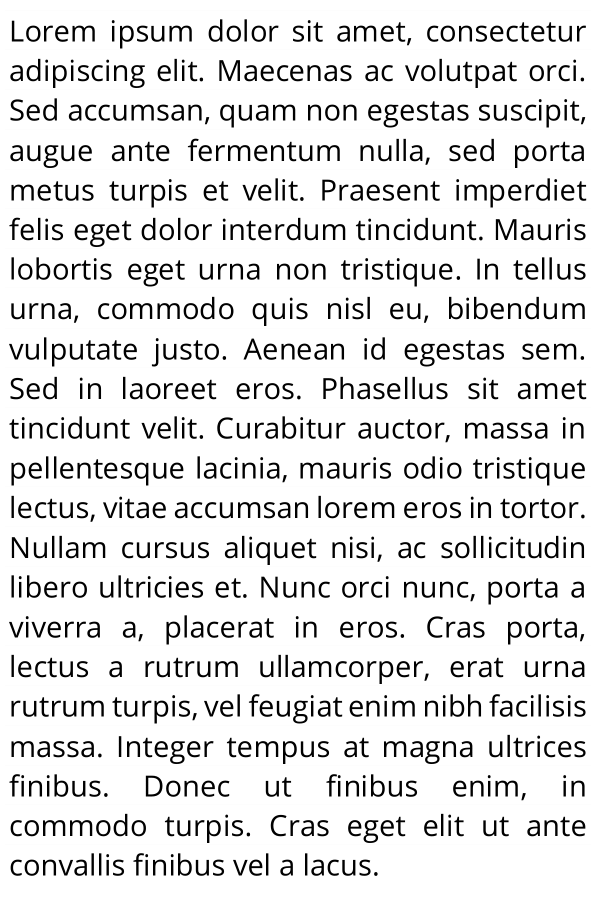 Lorem ipsum dolor sit amet, consectetur
adipiscing elit. Maecenas ac volutpat orci.
Sed accumsan, quam non egestas suscipit,
augue ante fermentum nulla, sed porta
metus turpis et velit. Praesent imperdiet
felis eget dolor interdum tincidunt. Mauris
lobortis eget urna non tristique. In tellus
urna, commodo quis nisl eu, bibendum
vulputate justo. Aenean id egestas sem.
Sed in laoreet eros. Phasellus sit amet
tincidunt velit. Curabitur auctor, massa in
pellentesque lacinia, mauris odio tristique
lectus, vitae accumsan lorem eros in tortor.
Nullam cursus aliquet nisi, ac sollicitudin
libero ultricies et. Nunc orci nunc, porta a
viverra a, placerat in eros. Cras porta,
lectus a rutrum ullamcorper, erat urna
rutrum turpis, vel feugiat enim nibh facilisis
massa. Integer tempus at magna ultrices
finibus. Donec ut finibus enim, in
commodo turpis. Cras eget elit ut ante
convallis finibus vel a lacus.